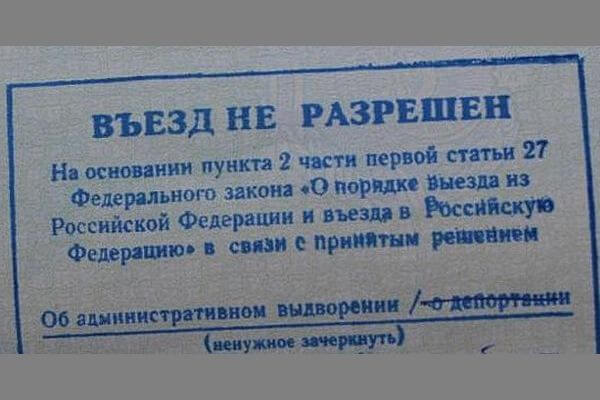 ВЪЕЗД НЕ РАЗРЕШЕН
На основании пункта 2 части первой статьи 27
Федерального закона «О порядке выезда из
Российской Федерации и въезда в Российскую
Федерацию» в связи с принятым решением
Об административном выдворении /-о депортации
(ненужное зачеркнуть)